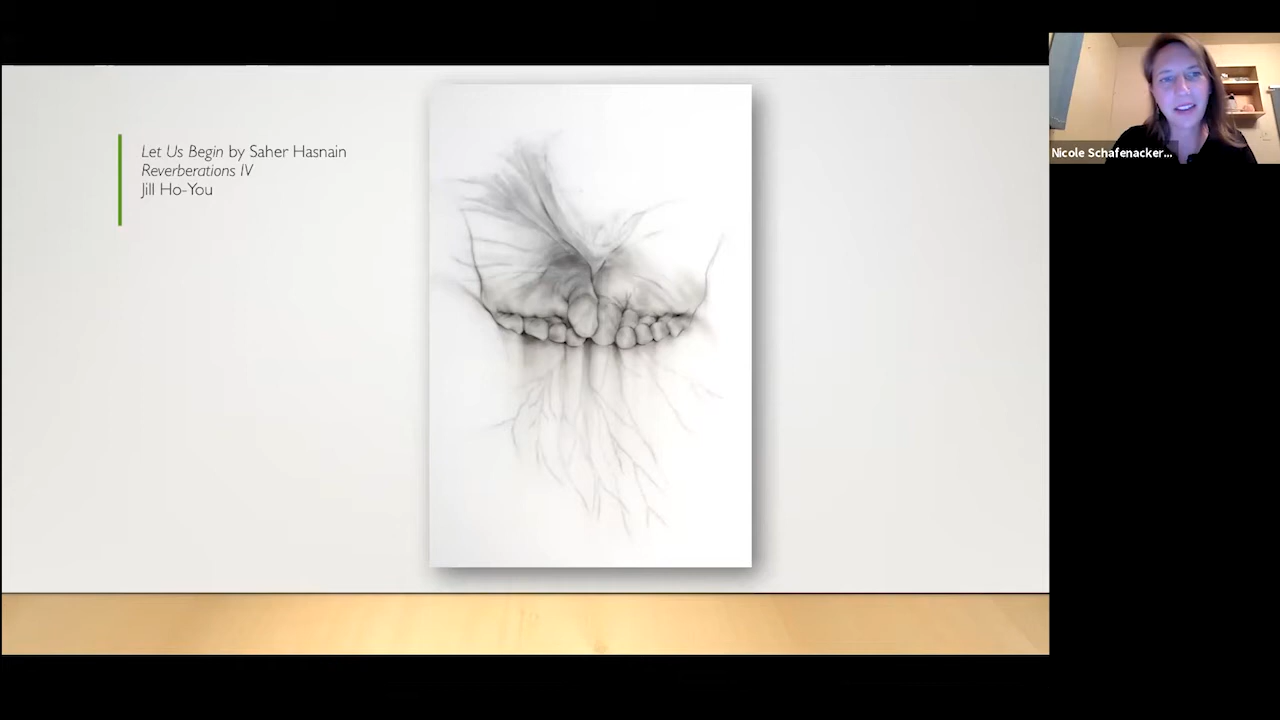 Let Us Begin by Saher Hasnain
Reverberations IV
Jill Ho-You
Nicole Schafenacker...